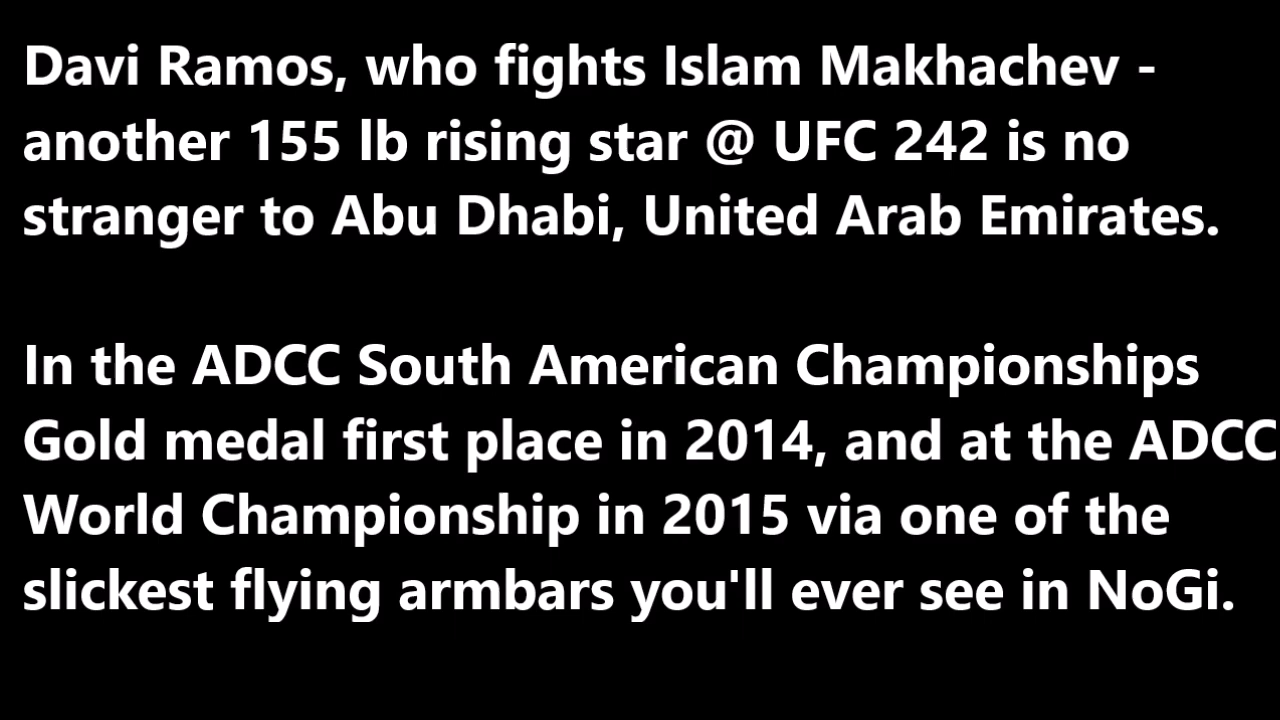 Davi Ramos, who fights Islam Makhachev -
another 155 lb rising star @ UFC 242 is no
stranger to Abu Dhabi, United Arab Emirates.
In the ADCC South American Championships
Gold medal first place in 2014, and at the ADCC
World Championship in 2015 via one of the
slickest flying armbars you'll ever see in NoGi.